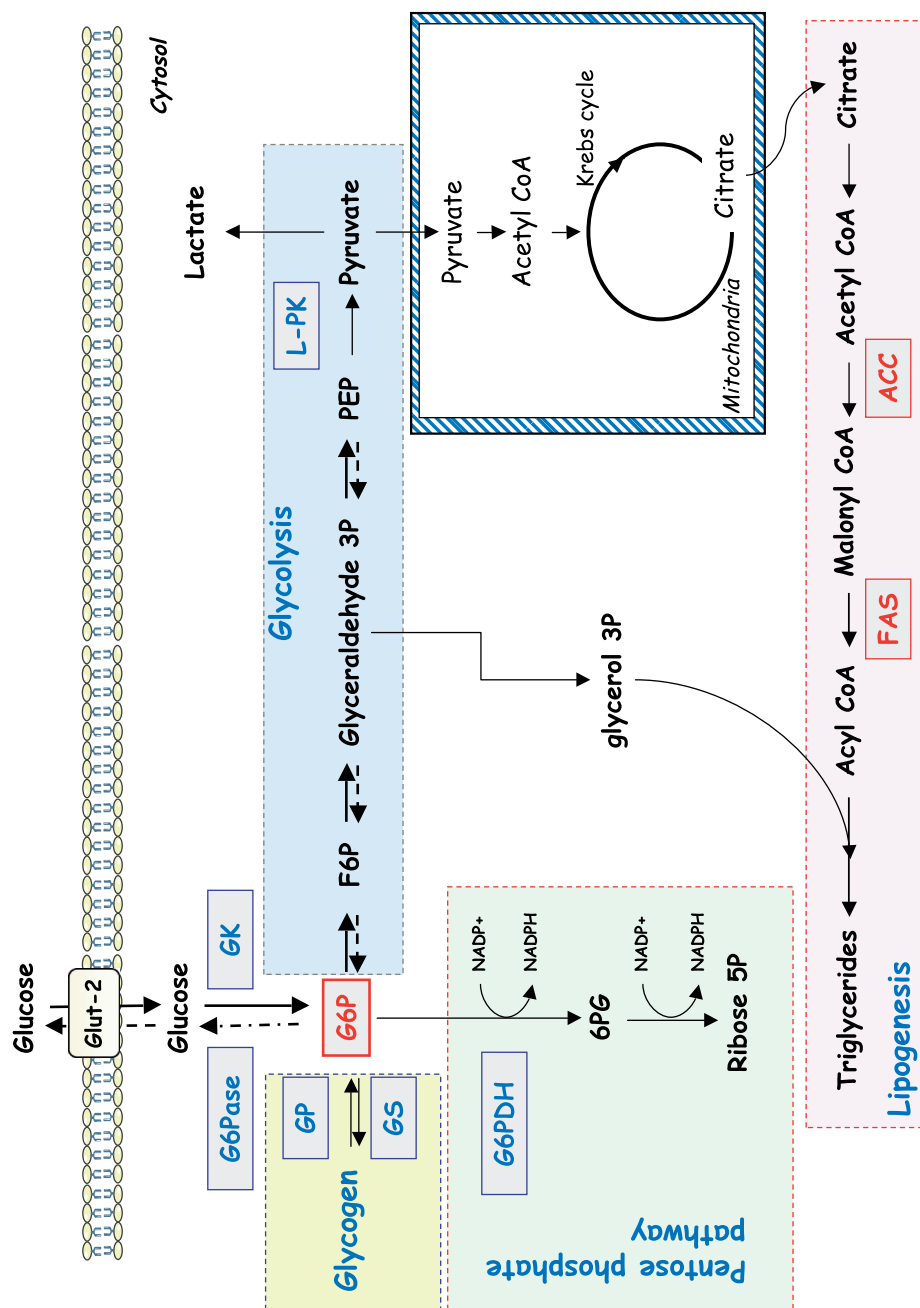 Glucose
Glut-2
Cytosol
Glucose
G6Pase
GK
Lactate
Glycogen
GP
GS
G6P
Glycolysis
L-PK
F6P
Glyceraldehyde 3P
PEP
Pyruvate
Pentose phosphate
pathway
G6PDH
NADP+
NADPH
6PG
NADP+
NADPH
Ribose 5P
glycerol 3P
Pyruvate
Acetyl CoA
Krebs cycle
Citrate
Mitochondria
Triglycerides
Acyl CoA
Malonyl CoA
Acetyl CoA
Citrate
FAS
ACC
Lipogenesis